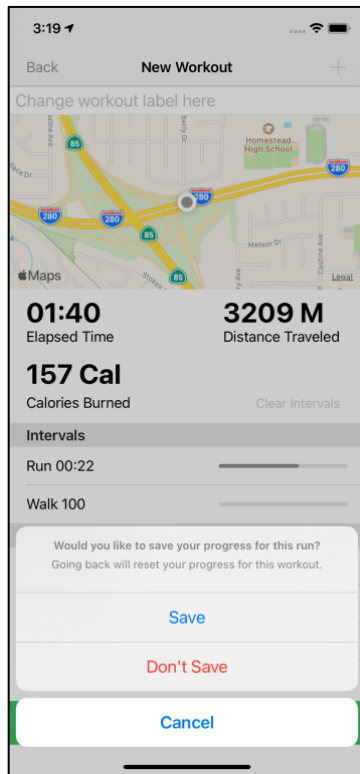 3:19
Back
New Workout
+
Change workout label here
85
Homestead
High School
280
280
280
280
85
Meteor Dr
85
Maps
Legal
01:40
Elapsed Time
3209 M
Distance Traveled
157 Cal
Calories Burned
Clear Intervals
Intervals
Run 00:22
Walk 100
Would you like to save your progress for this run?
Going back will reset your progress for this workout.
Save
Don't Save
Cancel